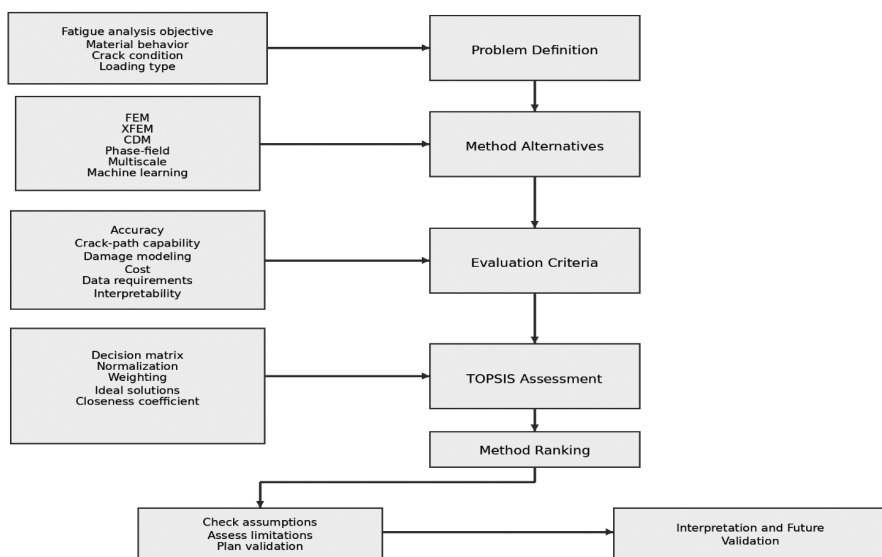 Fatigue analysis objective
Material behavior
Crack condition
Loading type
Problem Definition
FEM
XFEM
CDM
Phase-field
Multiscale
Machine learning
Method Alternatives
Accuracy
Crack-path capability
Damage modeling
Cost
Data requirements
Interpretability
Evaluation Criteria
Decision matrix
Normalization
Weighting
Ideal solutions
Closeness coefficient
TOPSIS Assessment
Method Ranking
Check assumptions
Assess limitations
Plan validation
Interpretation and Future
Validation